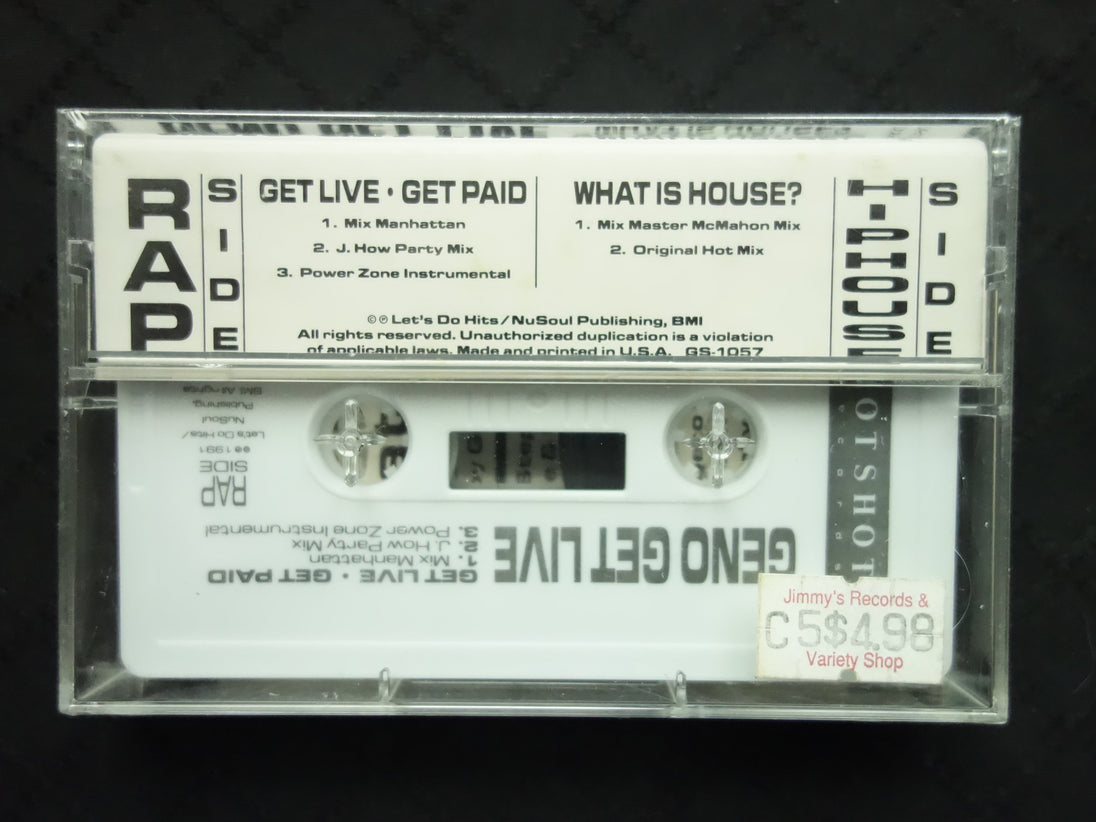 RAP
SIDE
GET LIVE • GET PAID
1. Mix Manhattan
2. J. How Party Mix
3. Power Zone Instrumental
WHAT IS HOUSE?
1. Mix Master McMahon Mix
2. Original Hot Mix
HIPHOUSE
SIDE
©℗ Let's Do Hits/NuSoul Publishing, BMI
All rights reserved. Unauthorized duplication is a violation
of applicable laws. Made and printed in U.S.A. GS-1057
GENO GET LIVE
GET LIVE • GET PAID
1. Mix Manhattan
2. J. How Party Mix
3. Power Zone Instrumental
RAP
SIDE
℗© 1991
Let's Do Hits/
NuSoul
Publishing,
BMI. All rights
OTSHOT
Jimmy's Records &
C5$4.98
Variety Shop